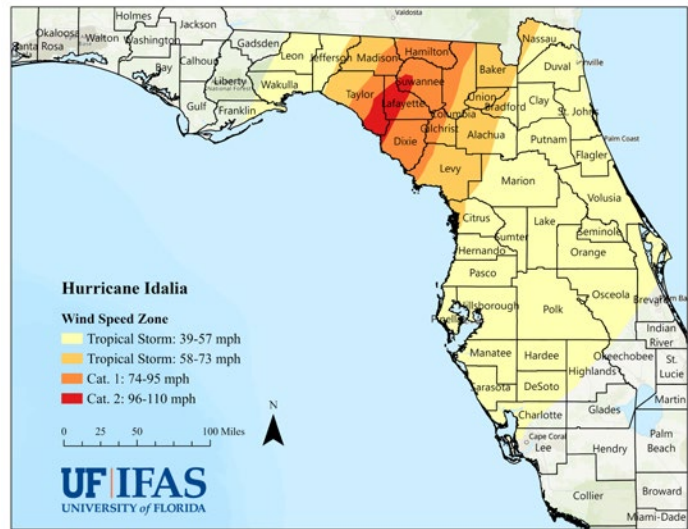 Holmes
Jackson
Valdosta
Okaloosa
Walton
Washington
Santa Rosa
Gadsden
Calhoun
Bay
Liberty
National Forest
Gulf
Franklin
Leon
Wakulla
Jefferson
Madison
Hamilton
Taylor
Suwannee
Lafayette
Dixie
Columbia
Gilchrist
Baker
Nassau
Duval
Union
Bradford
Clay
St. Johns
Alachua
Putnam
Palm Coast
Flagler
Levy
Marion
Volusia
Citrus
Lake
Sumter
Seminole
Hernando
Orange
Pasco
Osceola
Polk
Manatee
Hardee
Indian
River
Okeechobee
St.
Lucie
Highlands
Sarasota
DeSoto
Martin
Charlotte
Glades
Cape Coral
Lee
Hendry
Palm
Beach
Collier
Broward
Miami-Dade
Hurricane Idalia
Wind Speed Zone
Tropical Storm: 39-57 mph
Tropical Storm: 58-73 mph
Cat. 1: 74-95 mph
Cat. 2: 96-110 mph
N
0 25 50 100 Miles
UF|IFAS
UNIVERSITY of FLORIDA